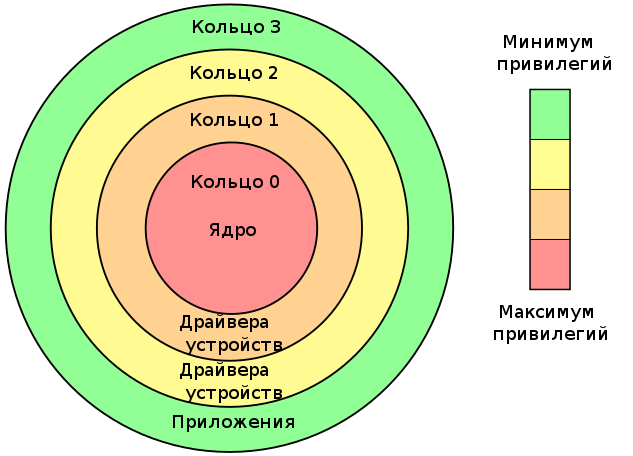 Кольцо 3
Кольцо 2
Кольцо 1
Кольцо 0
Ядро
Драйвера
устройств
Драйвера
устройств
Приложения
Минимум
привилегий
Максимум
привилегий